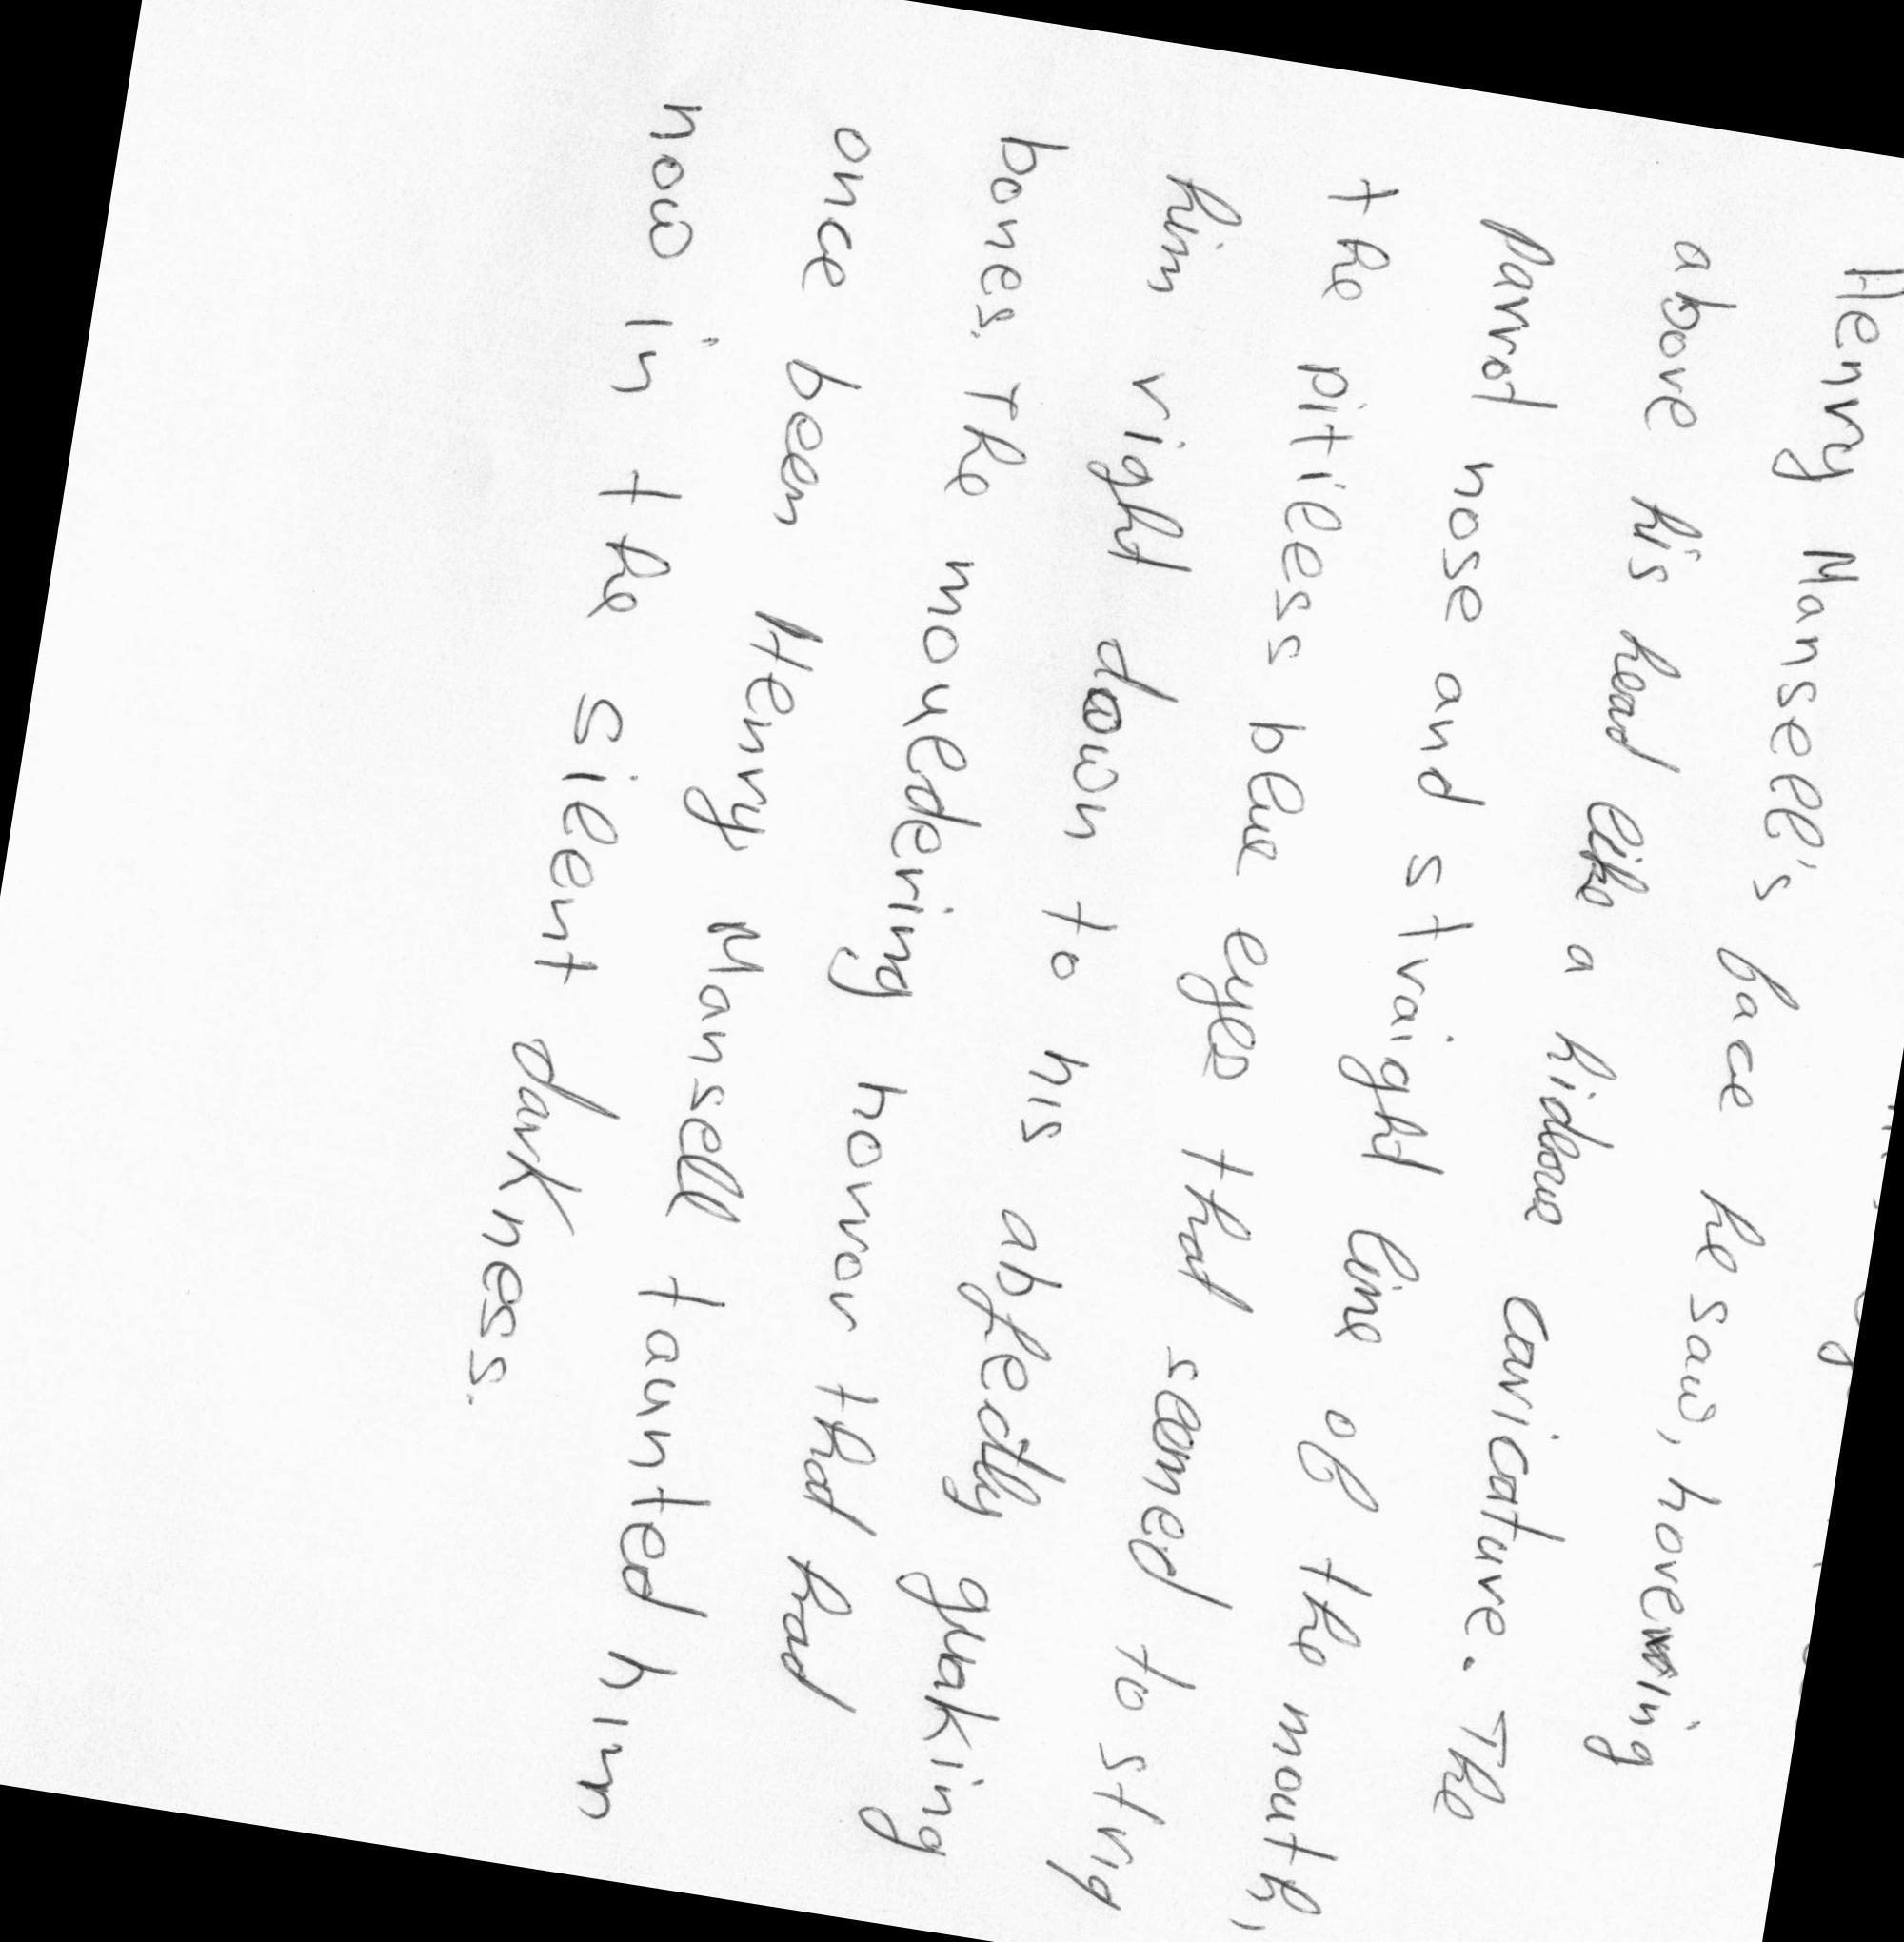 Henry Mansell's face he saw, hovering
above his head like a hideous caricature. The
parrot nose and straight line of the mouth,
the pitiless blue eyes that seemed to strip
him right down to his abjectly quaking
bones. The mouldering horror that had
once been Henry Mansell taunted him
now in the silent darkness.